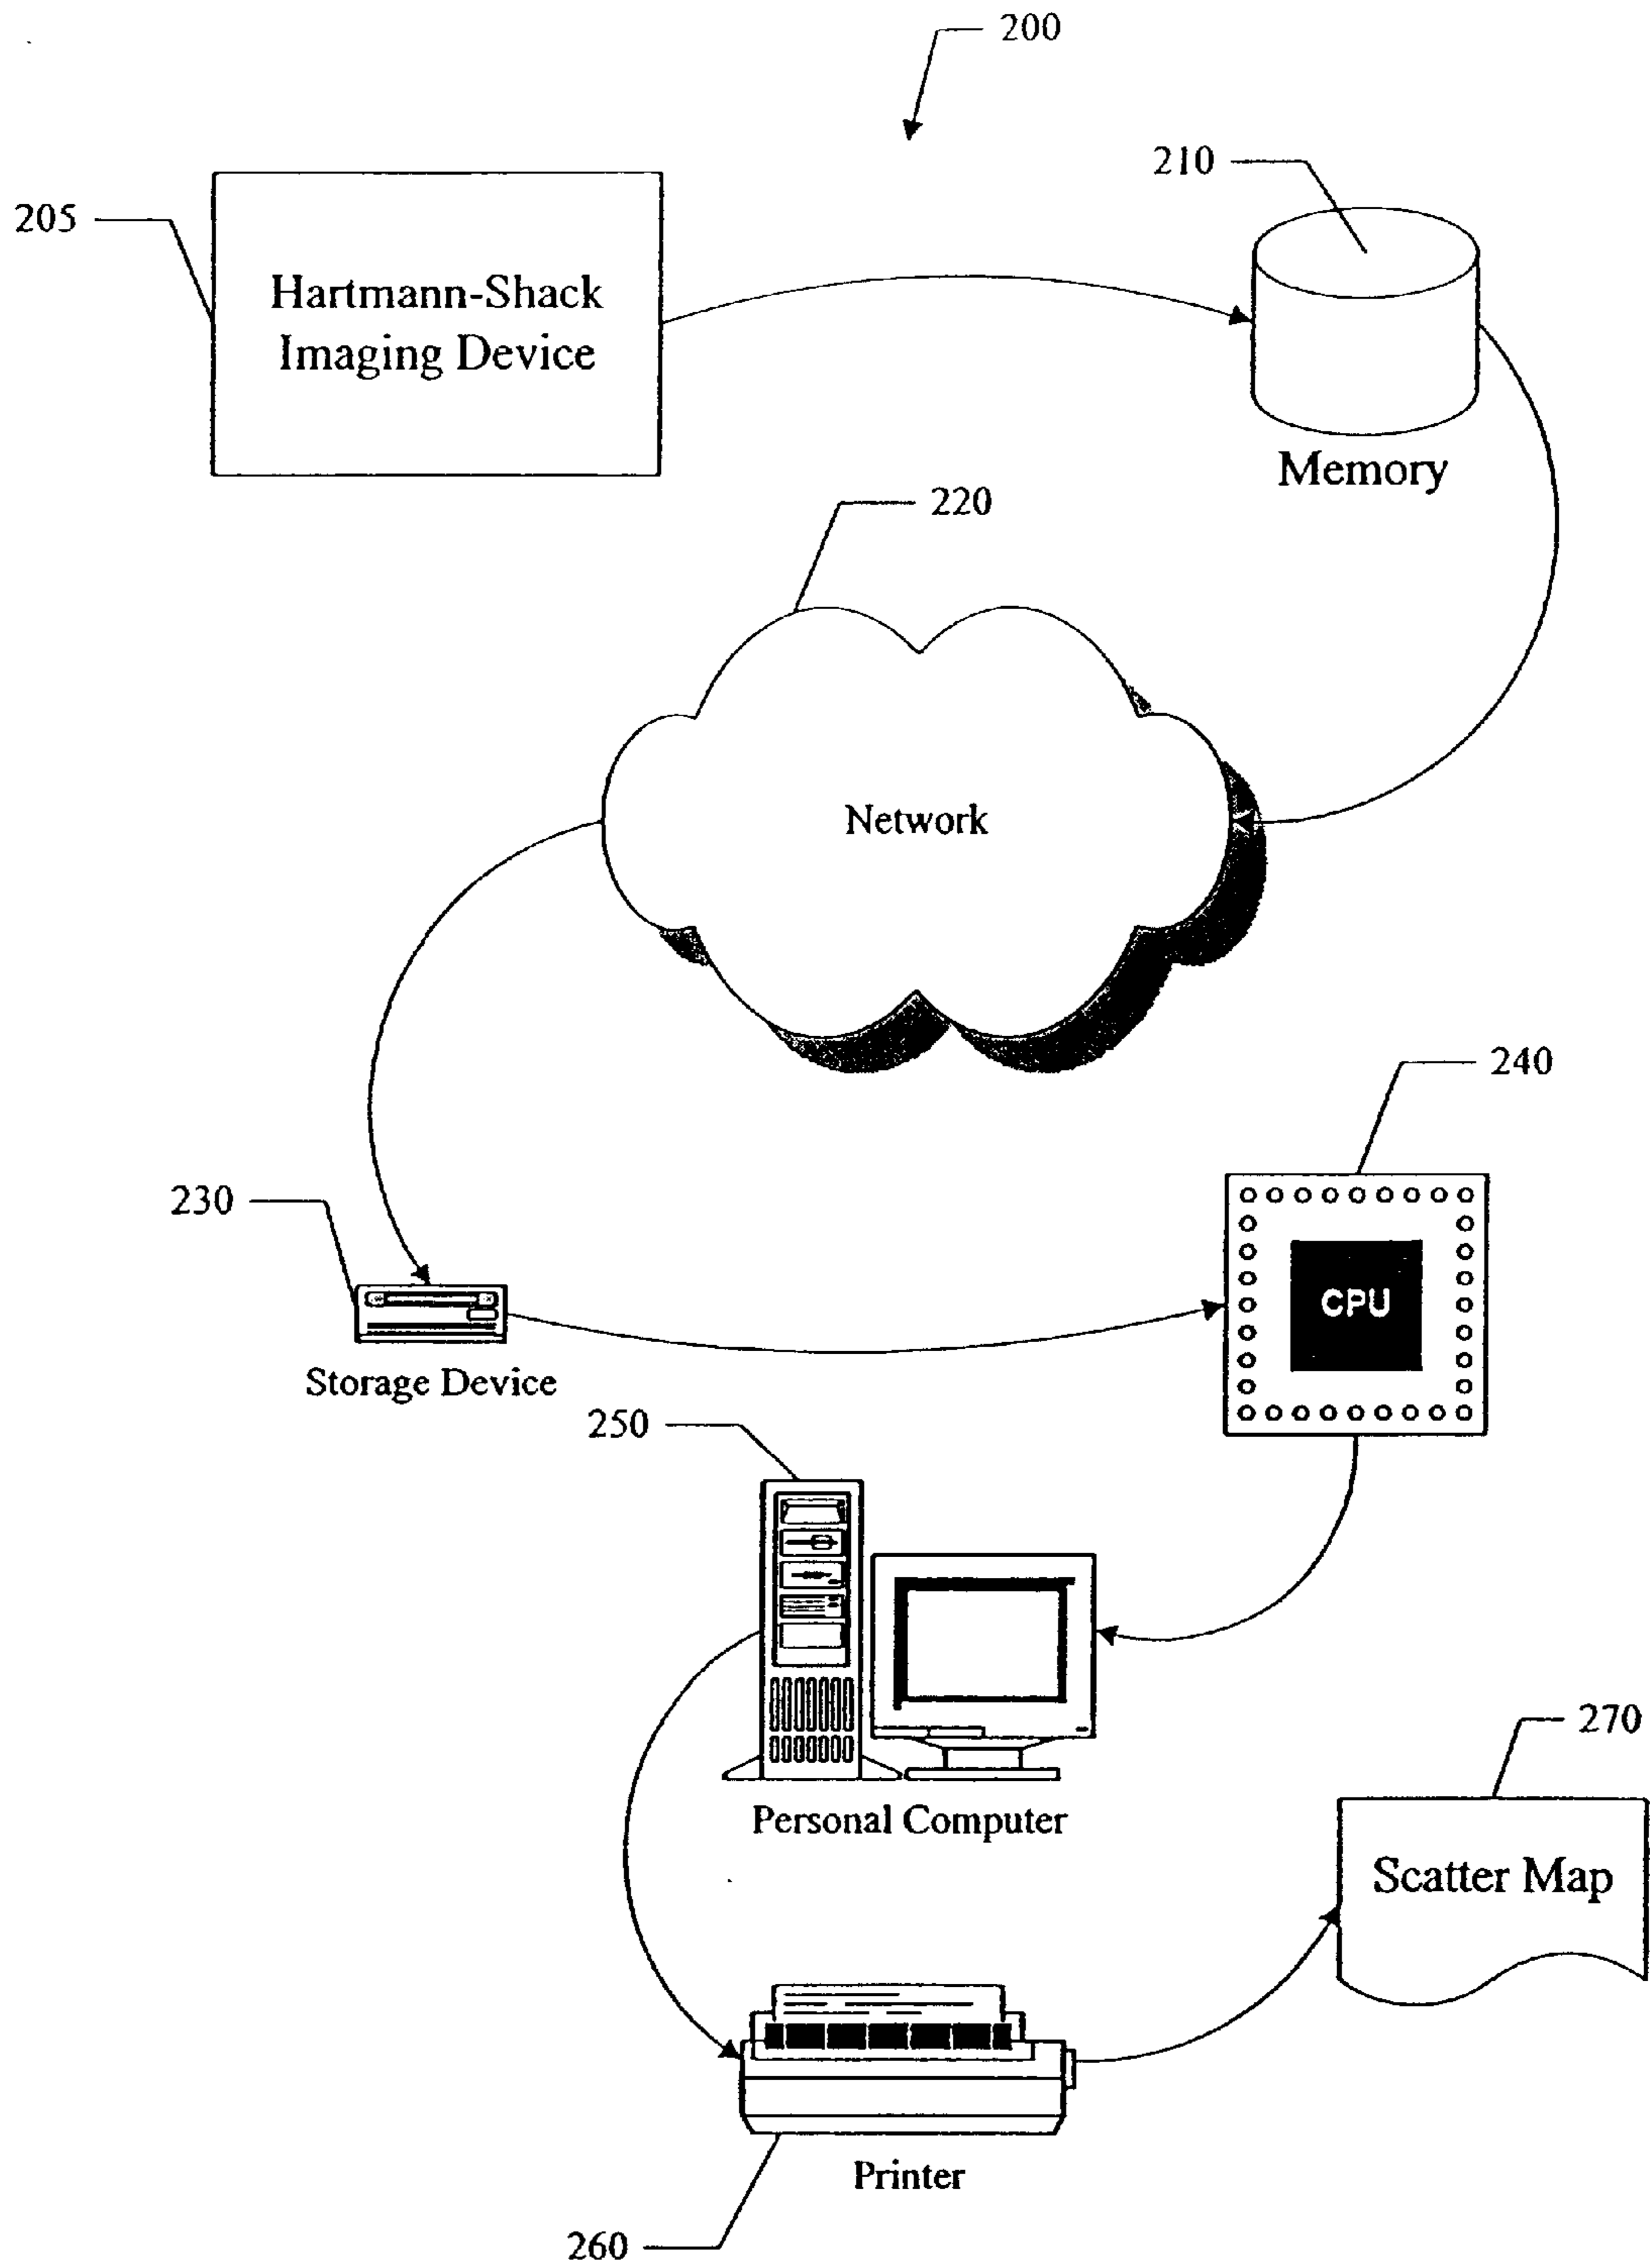 200
210
205
Hartmann-Shack
Imaging Device
Memory
220
Network
240
230
CPU
Storage Device
250
270
Personal Computer
Scatter Map
Printer
260